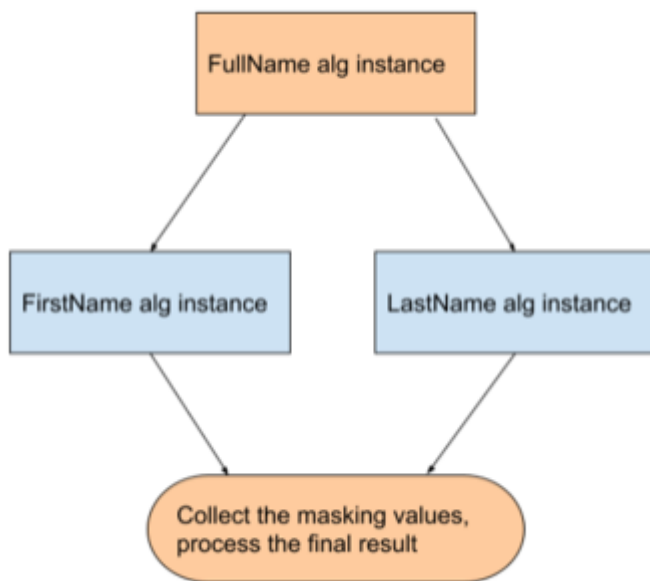 FullName alg instance
FirstName alg instance
LastName alg instance
Collect the masking values,
process the final result